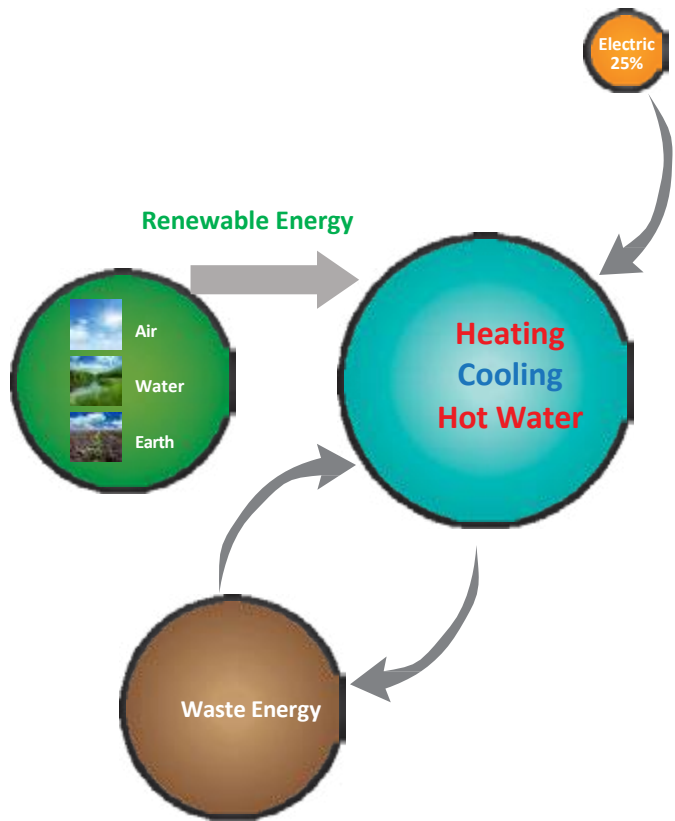 Electric
25%
Renewable Energy
Air
Water
Earth
Heating
Cooling
Hot Water
Waste Energy